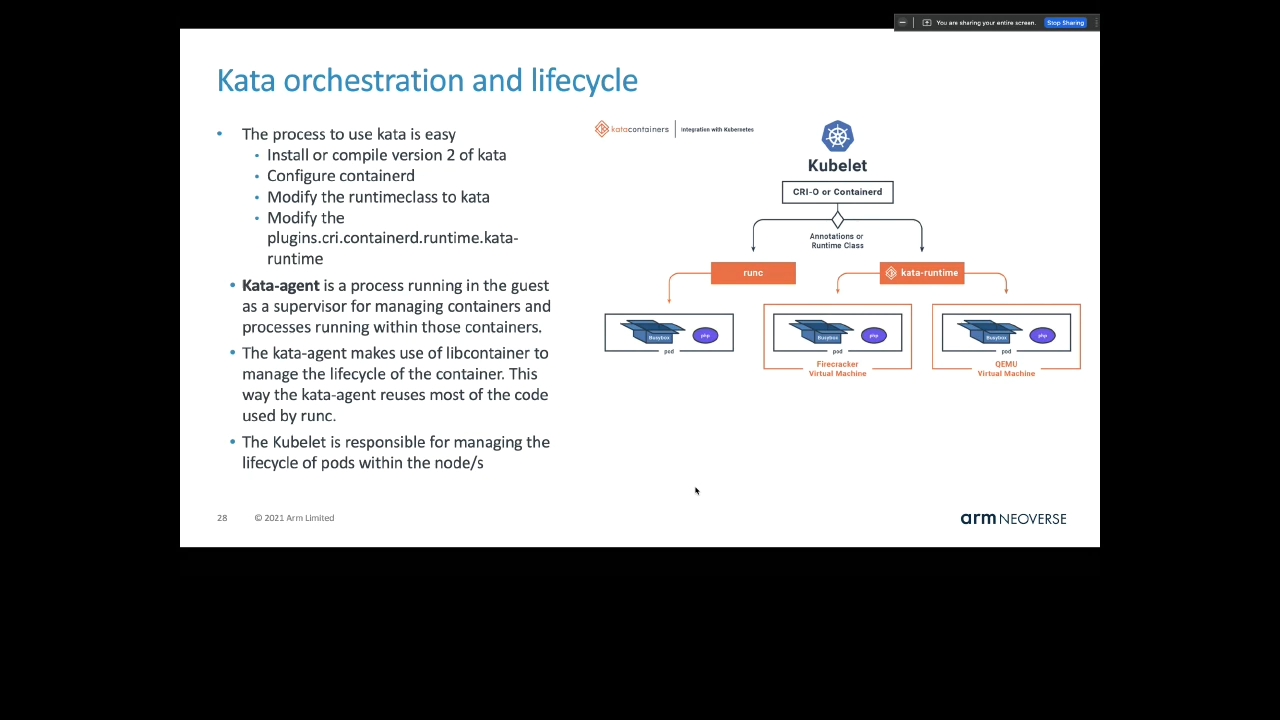 You are sharing your entire screen.
Stop Sharing
Kata orchestration and lifecycle
• The process to use kata is easy
• Install or compile version 2 of kata
• Configure containerd
• Modify the runtimeclass to kata
• Modify the
plugins.cri.containerd.runtime.kata-
runtime
• Kata-agent is a process running in the guest
as a supervisor for managing containers and
processes running within those containers.
• The kata-agent makes use of libcontainer to
manage the lifecycle of the container. This
way the kata-agent reuses most of the code
used by runc.
• The Kubelet is responsible for managing the
lifecycle of pods within the node/s
katacontainers | Integration with Kubernetes
Kubelet
CRI-O or Containerd
Annotations or
Runtime Class
runc
kata-runtime
Busybox
php
pod
Busybox
php
pod
Firecracker
Virtual Machine
Busybox
php
pod
QEMU
Virtual Machine
28
© 2021 Arm Limited
arm NEOVERSE